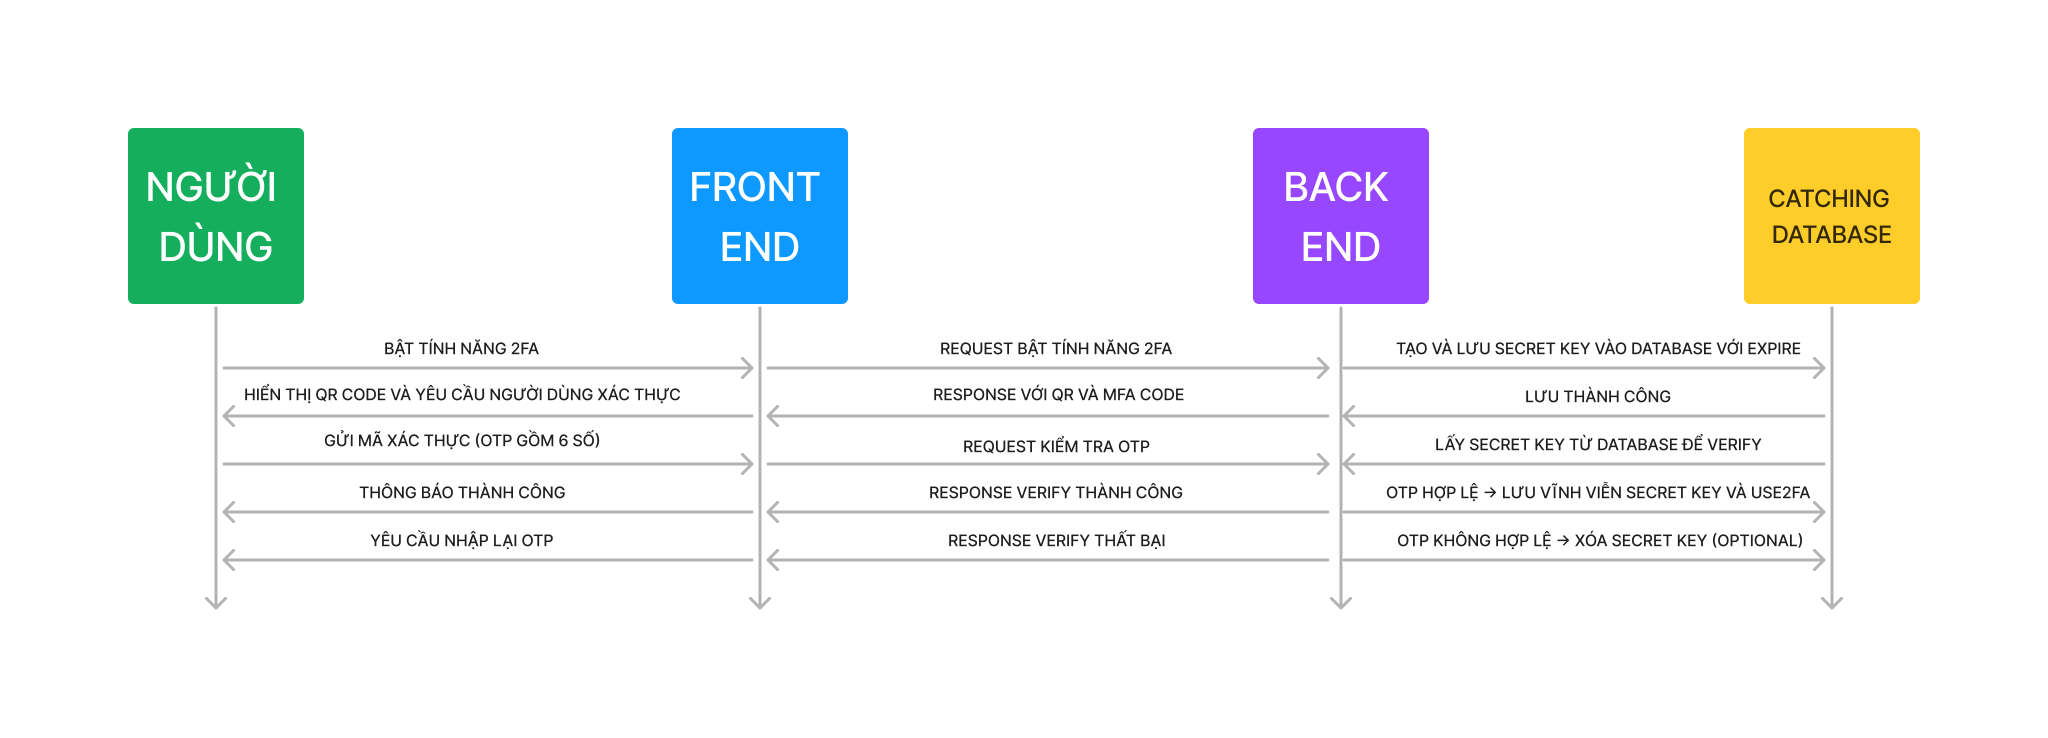 NGƯỜI
DÙNG
FRONT
END
BACK
END
CATCHING
DATABASE
BẬT TÍNH NĂNG 2FA
REQUEST BẬT TÍNH NĂNG 2FA
TẠO VÀ LƯU SECRET KEY VÀO DATABASE VỚI EXPIRE
HIỂN THỊ QR CODE VÀ YÊU CẦU NGƯỜI DÙNG XÁC THỰC
RESPONSE VỚI QR VÀ MFA CODE
LƯU THÀNH CÔNG
GỬI MÃ XÁC THỰC (OTP GỒM 6 SỐ)
REQUEST KIỂM TRA OTP
LẤY SECRET KEY TỪ DATABASE ĐỂ VERIFY
THÔNG BÁO THÀNH CÔNG
RESPONSE VERIFY THÀNH CÔNG
OTP HỢP LỆ → LƯU VĨNH VIỄN SECRET KEY VÀ USE2FA
YÊU CẦU NHẬP LẠI OTP
RESPONSE VERIFY THẤT BẠI
OTP KHÔNG HỢP LỆ → XÓA SECRET KEY (OPTIONAL)